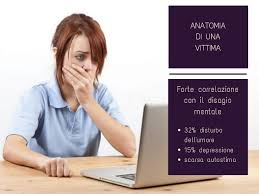 ANATOMIA
DI UNA
VITTIMA
Forte correlazione
con il disagio
mentale
• 32% disturbo
dell'umore
• 15% depressione
• scarsa autostima